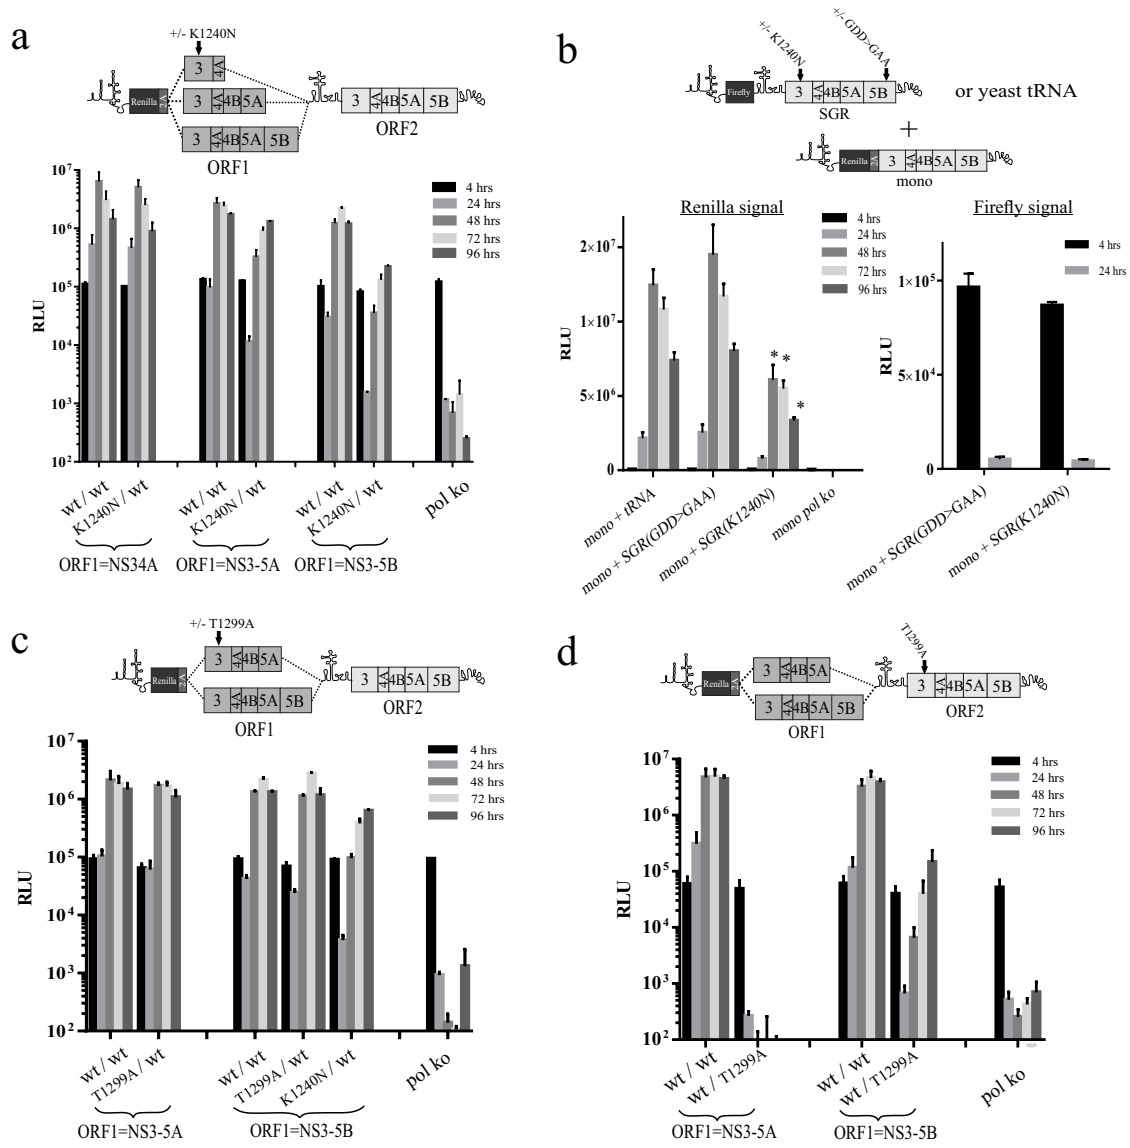 a
+/- K1240N
3 4A
Renilla 2A 3 4A 4B 5A 3 4A 4B 5A 5B
3 4A 4B 5A 5B ORF2
ORF1
10^7
10^6
10^5
10^4
10^3
10^2
RLU
4 hrs
24 hrs
48 hrs
72 hrs
96 hrs
wt / wt
K1240N / wt
wt / wt
K1240N / wt
wt / wt
K1240N / wt
pol ko
ORF1=NS34A ORF1=NS3-5A ORF1=NS3-5B
b
+/- K1240N
+/- GDD>GAA
Firefly 3 4A 4B 5A 5B
SGR
or yeast tRNA
+
Renilla 2A 3 4A 4B 5A 5B
mono
Renilla signal
2×10^7
1×10^7
5×10^6
0
RLU
4 hrs
24 hrs
48 hrs
72 hrs
96 hrs
* * *
mono + tRNA
mono + SGR(GDD>GAA)
mono + SGR(K1240N)
mono pol ko
Firefly signal
1×10^5
5×10^4
0
RLU
4 hrs
24 hrs
mono + SGR(GDD>GAA)
mono + SGR(K1240N)
c
+/- T1299A
3 4A 4B 5A
Renilla 2A 3 4A 4B 5A 5B
3 4A 4B 5A 5B ORF2
ORF1
10^7
10^6
10^5
10^4
10^3
10^2
RLU
4 hrs
24 hrs
48 hrs
72 hrs
96 hrs
wt / wt
T1299A / wt
wt / wt
T1299A / wt
K1240N / wt
pol ko
ORF1=NS3-5A ORF1=NS3-5B
d
T1299A
3 4A 4B 5A
Renilla 2A 3 4A 4B 5A 5B
3 4A 4B 5A 5B ORF2
ORF1
10^7
10^6
10^5
10^4
10^3
10^2
RLU
4 hrs
24 hrs
48 hrs
72 hrs
96 hrs
wt / wt
wt / T1299A
wt / wt
wt / T1299A
pol ko
ORF1=NS3-5A ORF1=NS3-5B